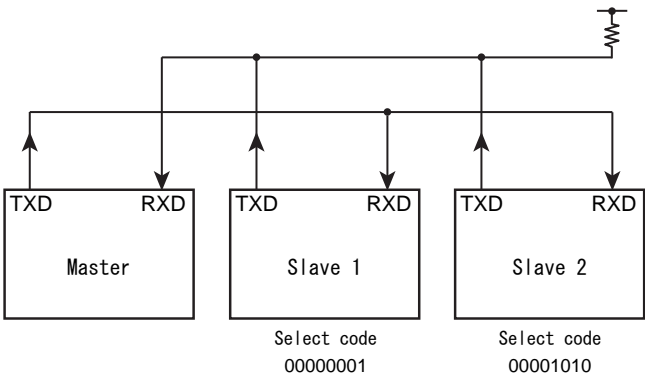 TXD RXD TXD RXD TXD RXD
Master Slave 1 Slave 2
Select code Select code
00000001 00001010